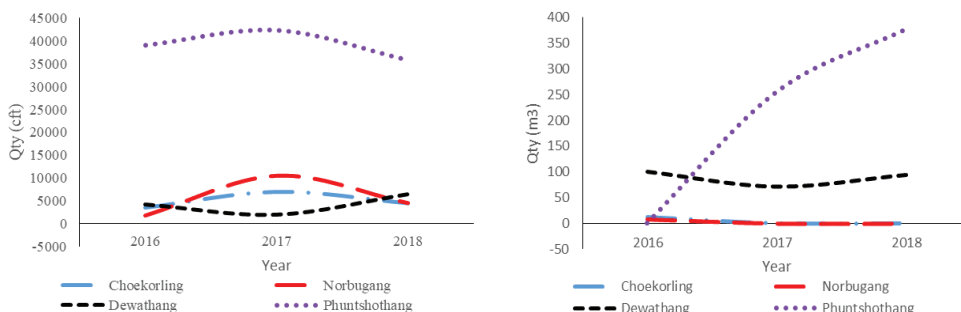 45000
40000
35000
30000
25000
20000
15000
10000
5000
0
-5000
Qty (cft)
2016 2017 2018
Year
Choekorling Norbugang
Dewathang Phuntshothang
400
350
300
250
200
150
100
50
0
-50
Qty (m3)
2016 2017 2018
Year
Choekorling Norbugang
Dewathang Phuntshothang